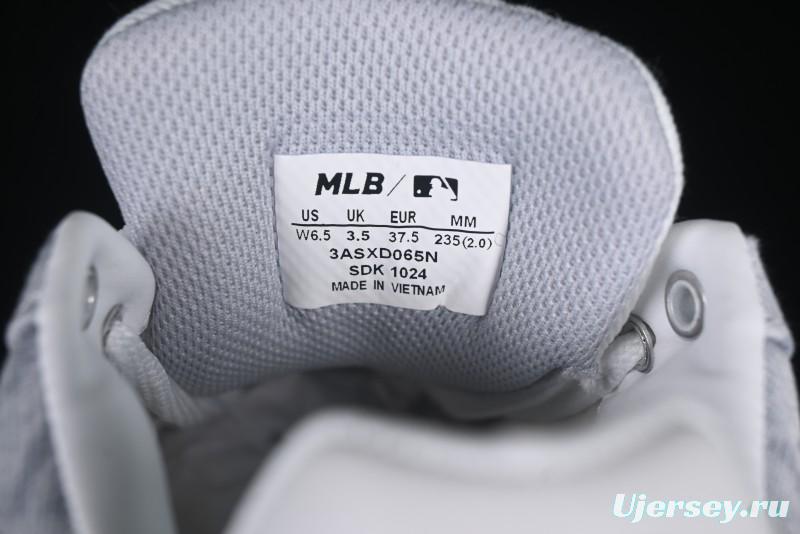 MLB /
US UK EUR MM
W6.5 3.5 37.5 235(2.0)
3ASXD065N
SDK 1024
MADE IN VIETNAM
Ujersey.ru